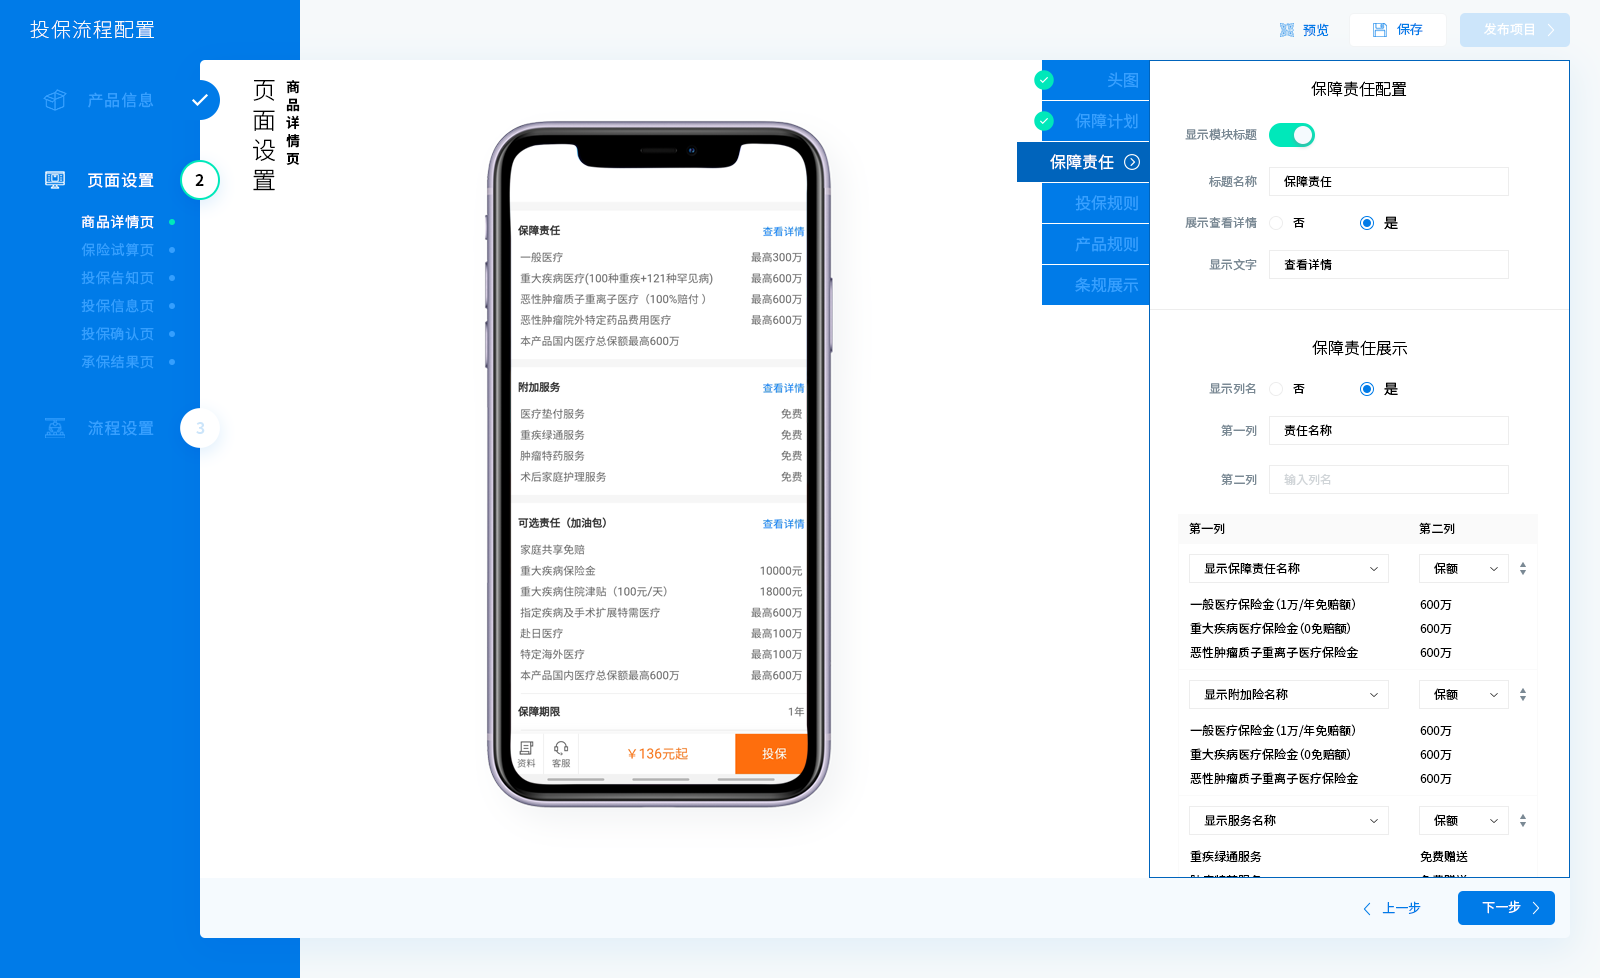 投保流程配置
预览
保存
发布项目
产品信息
页面设置
2
商品详情页
保险试算页
投保告知页
投保信息页
投保确认页
承保结果页
流程设置
3
页面设置
商品详情页
保障责任
查看详情
一般医疗
最高300万
重大疾病医疗(100种重疾+121种罕见病)
最高600万
恶性肿瘤质子重离子医疗（100%赔付 ）
最高600万
恶性肿瘤院外特定药品费用医疗
最高600万
本产品国内医疗总保额最高600万
附加服务
查看详情
医疗垫付服务
免费
重疾绿通服务
免费
肿瘤特药服务
免费
术后家庭护理服务
免费
可选责任（加油包）
查看详情
家庭共享免赔
重大疾病保险金
10000元
重大疾病住院津贴（100元/天）
18000元
指定疾病及手术扩展特需医疗
最高600万
赴日医疗
最高100万
特定海外医疗
最高100万
本产品国内医疗总保额最高600万
最高600万
保障期限
1年
资料
客服
￥136元起
投保
头图
保障计划
保障责任
投保规则
产品规则
条规展示
保障责任配置
显示模块标题
标题名称
保障责任
展示查看详情
否
是
显示文字
查看详情
保障责任展示
显示列名
否
是
第一列
责任名称
第二列
输入列名
第一列
第二列
显示保障责任名称
保额
一般医疗保险金（1万/年免赔额）
600万
重大疾病医疗保险金（0免赔额）
600万
恶性肿瘤质子重离子医疗保险金
600万
显示附加险名称
保额
一般医疗保险金（1万/年免赔额）
600万
重大疾病医疗保险金（0免赔额）
600万
恶性肿瘤质子重离子医疗保险金
600万
显示服务名称
保额
重疾绿通服务
免费赠送
上一步
下一步